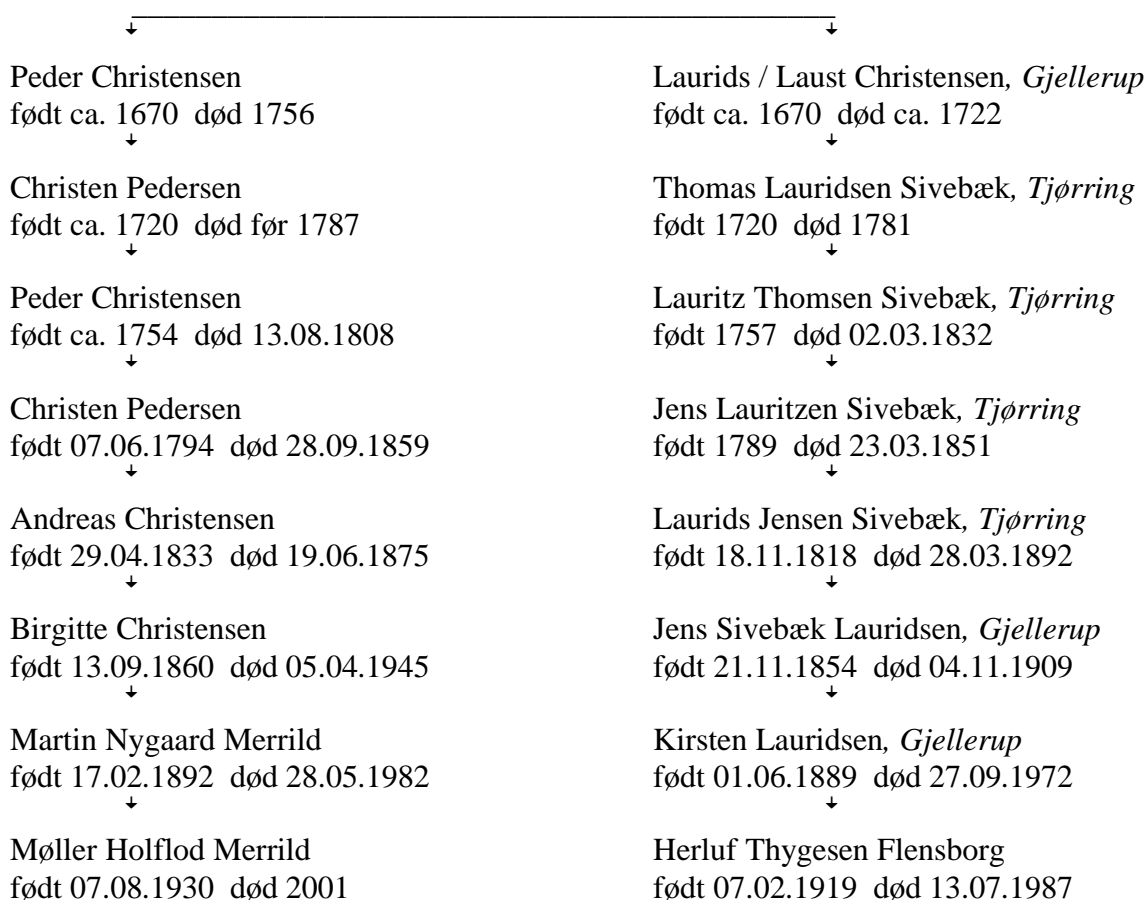 Peder Christensen
født ca. 1670 død 1756
Christen Pedersen
født ca. 1720 død før 1787
Peder Christensen
født ca. 1754 død 13.08.1808
Christen Pedersen
født 07.06.1794 død 28.09.1859
Andreas Christensen
født 29.04.1833 død 19.06.1875
Birgitte Christensen
født 13.09.1860 død 05.04.1945
Martin Nygaard Merrild
født 17.02.1892 død 28.05.1982
Møller Holflod Merrild
født 07.08.1930 død 2001
Laurids / Laust Christensen, Gjellerup
født ca. 1670 død ca. 1722
Thomas Lauridsen Sivebæk, Tjørring
født 1720 død 1781
Lauritz Thomsen Sivebæk, Tjørring
født 1757 død 02.03.1832
Jens Lauritzen Sivebæk, Tjørring
født 1789 død 23.03.1851
Laurids Jensen Sivebæk, Tjørring
født 18.11.1818 død 28.03.1892
Jens Sivebæk Lauridsen, Gjellerup
født 21.11.1854 død 04.11.1909
Kirsten Lauridsen, Gjellerup
født 01.06.1889 død 27.09.1972
Herluf Thygesen Flensborg
født 07.02.1919 død 13.07.1987